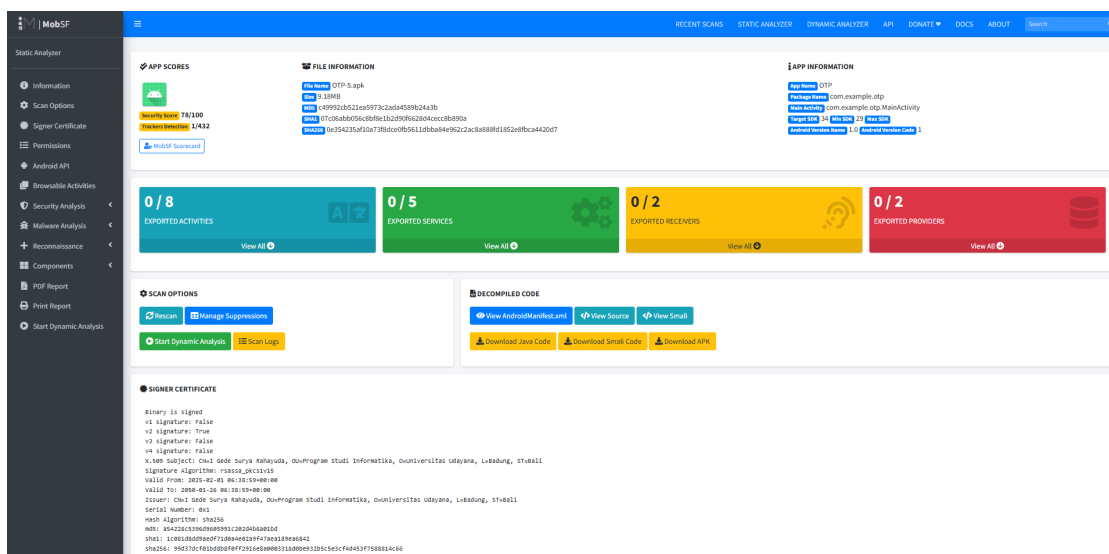 MobSF
RECENT SCANS STATIC ANALYZER DYNAMIC ANALYZER API DONATE ♥ DOCS ABOUT Search
Static Analyzer
Information
Scan Options
Signer Certificate
Permissions
Android API
Browsable Activities
Security Analysis
Malware Analysis
Reconnaissance
Components
PDF Report
Print Report
Start Dynamic Analysis
APP SCORES
Security Score 78/100
Trackers Detection 1/432
MobSF Scorecard
FILE INFORMATION
File Name OTP-5.apk
Size 9.18MB
MD5 c49992cb521ea5973c2ada4589b24a3b
SHA1 07c06abb056c8bf8e1b2d90f6628d4cecc8b890a
SHA256 0e354235af10a73f8dce0fb5611dbba84e962c2ac8a888fd1852e8fbca4420d7
APP INFORMATION
App Name OTP
Package Name com.example.otp
Main Activity com.example.otp.MainActivity
Target SDK 34 Min SDK 29 Max SDK
Android Version Name 1.0 Android Version Code 1
0 / 8
EXPORTED ACTIVITIES
View All
0 / 5
EXPORTED SERVICES
View All
0 / 2
EXPORTED RECEIVERS
View All
0 / 2
EXPORTED PROVIDERS
View All
SCAN OPTIONS
Rescan Manage Suppressions
Start Dynamic Analysis Scan Logs
DECOMPILED CODE
View AndroidManifest.xml View Source View Smali
Download Java Code Download Smali Code Download APK
SIGNER CERTIFICATE
Binary is signed
v1 signature: False
v2 signature: True
v3 signature: False
v4 signature: False
X.509 Subject: CN=I Gede Surya Rahayuda, OU=Program Studi Informatika, O=Universitas Udayana, L=Badung, ST=Bali
Signature Algorithm: rsassa_pkcs1v15
Valid From: 2025-02-01 06:38:59+00:00
Valid To: 2050-01-26 06:38:59+00:00
Issuer: CN=I Gede Surya Rahayuda, OU=Program Studi Informatika, O=Universitas Udayana, L=Badung, ST=Bali
Serial Number: 0x1
Hash Algorithm: sha256
md5: a54228c5396d9605991c202d4b6a01bd
sha1: 1c081d8dd9aedf71d0a4e02a9f47aea189ea6842
sha256: 99d37dcf01bd8b8f0ff2916e8a0003318d0be932b5c5e3cf4d453f7588814c66